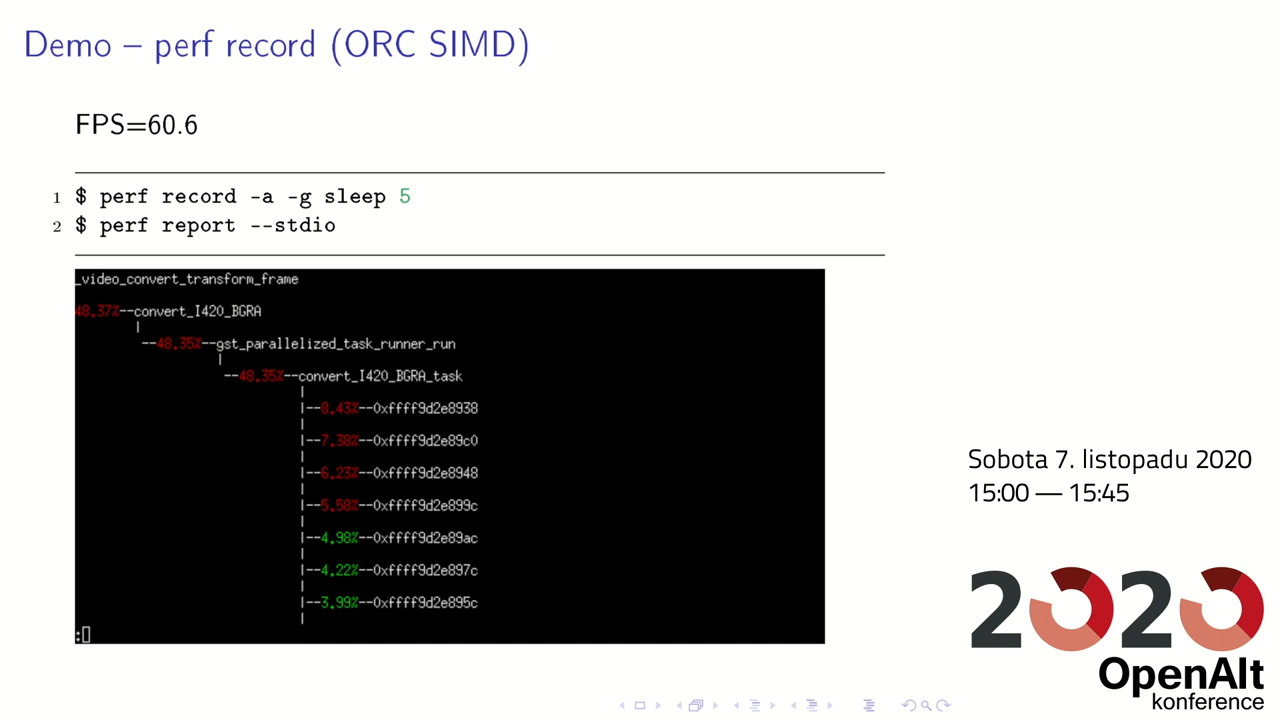 Demo – perf record (ORC SIMD)
FPS=60.6
1 $ perf record -a -g sleep 5
2 $ perf report --stdio
_video_convert_transform_frame
48.37%--convert_I420_BGRA
|
--48.35%--gst_parallelized_task_runner_run
|
--48.35%--convert_I420_BGRA_task
|
|--8.43%--0xffff9d2e8938
|
|--7.38%--0xffff9d2e89c0
|
|--6.23%--0xffff9d2e8948
|
|--5.58%--0xffff9d2e899c
|
|--4.98%--0xffff9d2e89ac
|
|--4.22%--0xffff9d2e897c
|
|--3.99%--0xffff9d2e895c
|
:
Sobota 7. listopadu 2020
15:00 — 15:45
2020
OpenAlt
konference